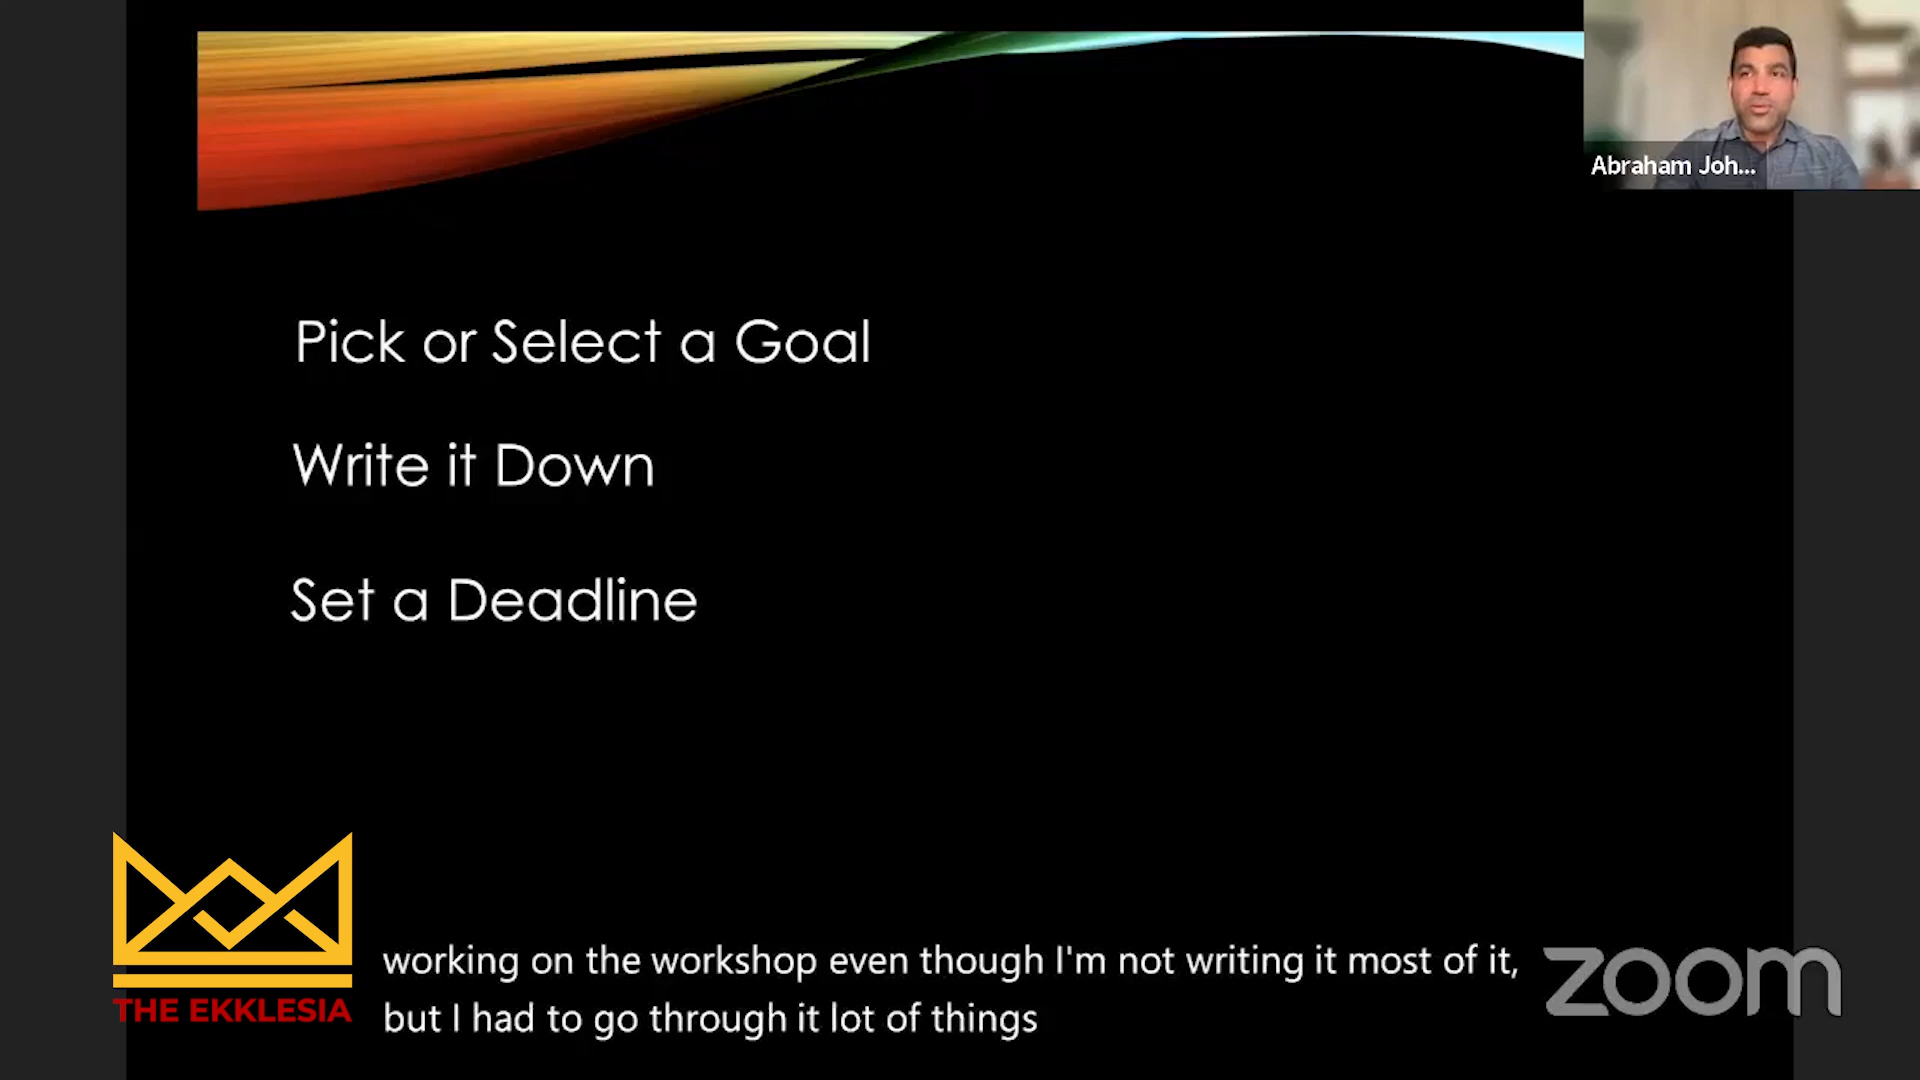 Abraham Joh...
Pick or Select a Goal
Write it Down
Set a Deadline
THE EKKLESIA
working on the workshop even though I'm not writing it most of it,
but I had to go through it lot of things
zoom